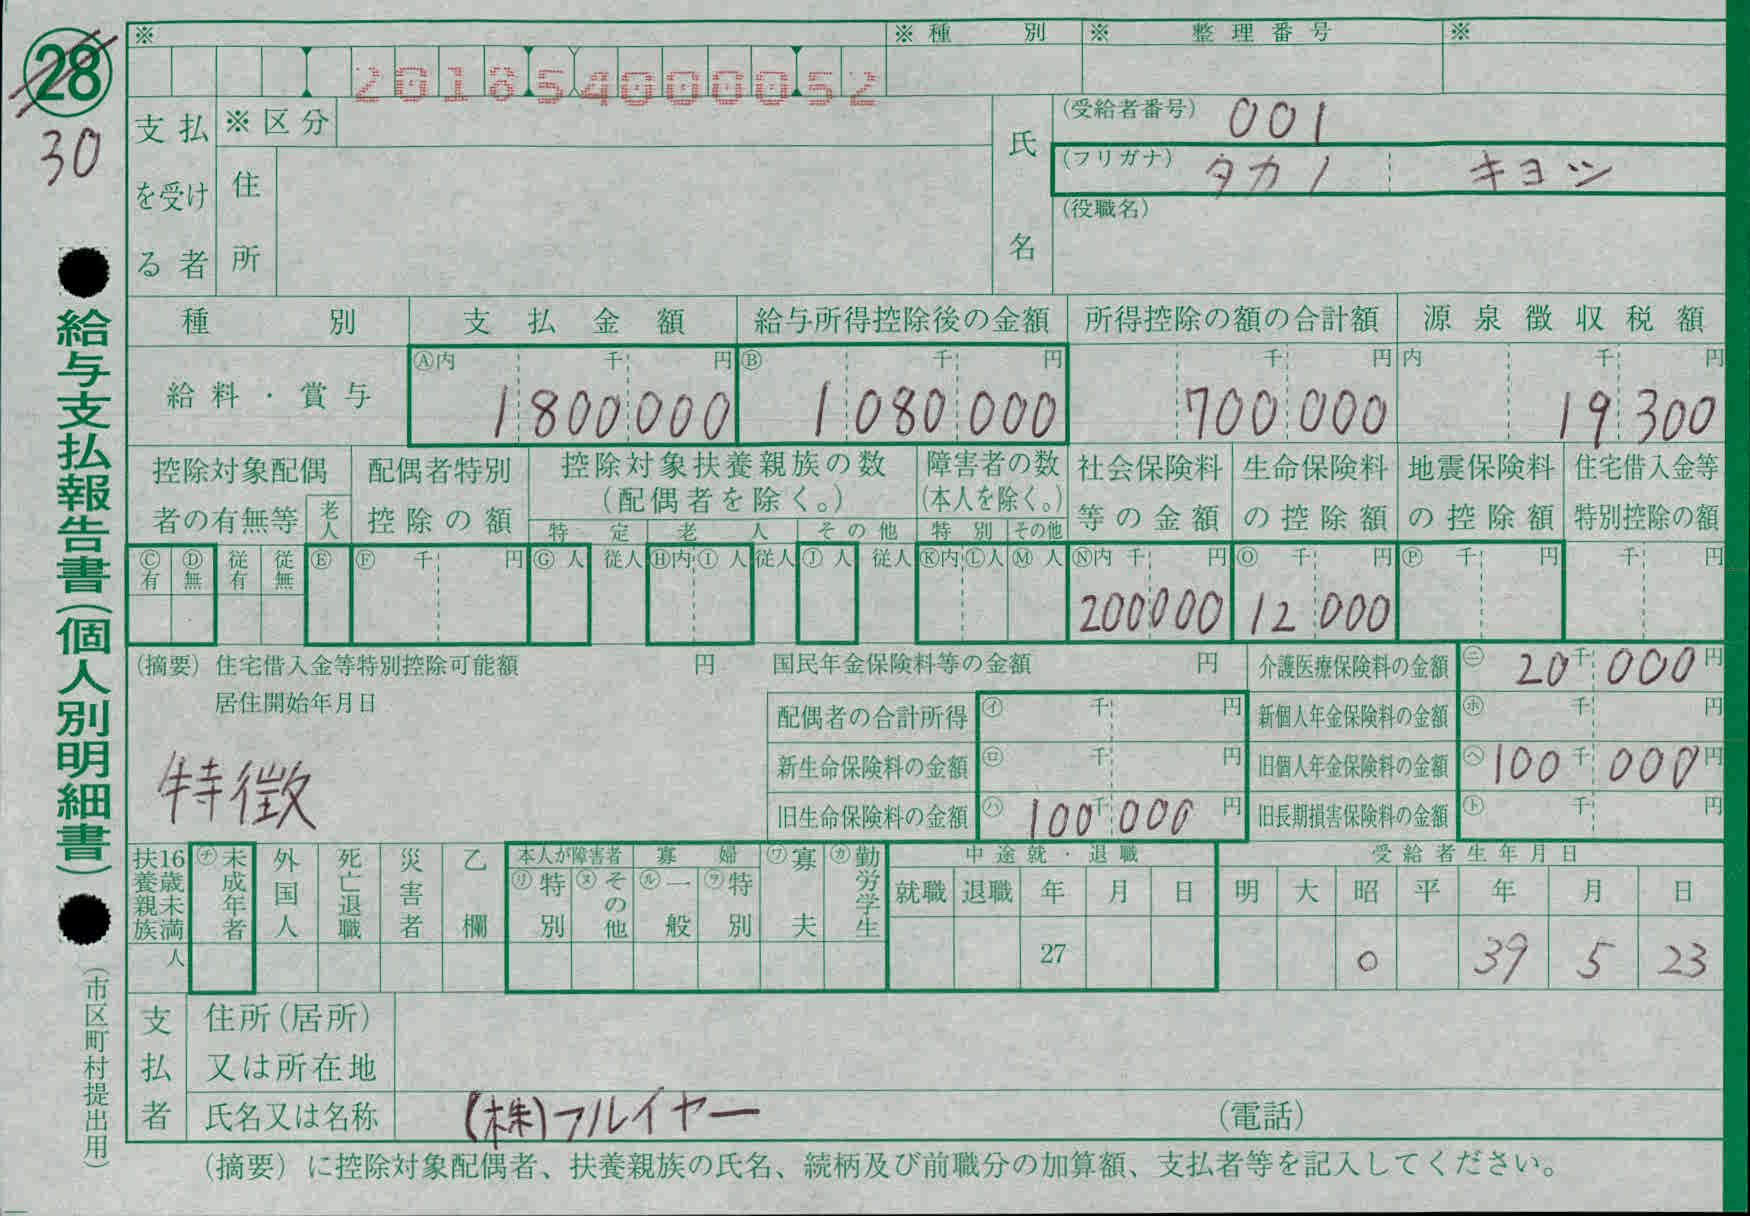 28
30
給与支払報告書(個人別明細書)
(市区町村提出用)
※ ※種別 ※ 整理番号 ※
201854000052
支払を受ける者 ※区分 住所 氏名 (受給者番号) 001
(フリガナ) タカノ キヨシ
(役職名)
種別 支払金額 給与所得控除後の金額 所得控除の額の合計額 源泉徴収税額
給料・賞与 Ⓐ内 千 円 1 800 000 Ⓑ 千 円 1 080 000 千 円 700 000 内 千 円 19 300
控除対象配偶者の有無等 老人 配偶者特別控除の額 控除対象扶養親族の数(配偶者を除く。) 障害者の数(本人を除く。) 社会保険料等の金額 生命保険料の控除額 地震保険料の控除額 住宅借入金等特別控除の額
特定 老人 その他 特別 その他
Ⓒ有 Ⓓ無 従有 従無 Ⓔ Ⓕ 千 円 Ⓖ 人 従人 Ⓗ内 Ⓘ 人 従人 Ⓙ 人 従人 Ⓚ内 Ⓛ人 Ⓜ 人 Ⓝ内 千 円 200000 Ⓞ 千 円 12 000 Ⓟ 千 円 千 円
(摘要) 住宅借入金等特別控除可能額 円 国民年金保険料等の金額 円 介護医療保険料の金額 ㊁ 20千000円
居住開始年月日
配偶者の合計所得 ㋑ 千 円 新個人年金保険料の金額 ㋭ 千 円
特徴
新生命保険料の金額 ㋺ 千 円 旧個人年金保険料の金額 ㋬ 100千000円
旧生命保険料の金額 ㋩ 100千000円 旧長期損害保険料の金額 ㋣ 千 円
16歳未満扶養親族 人 ㋠未成年者 外国人 死亡退職 災害者 乙欄 本人が障害者 ㋷特別 ㋦その他 寡婦 ㋸一般 ㋾特別 ㋻寡夫 ㋕勤労学生 中途就・退職 受給者生年月日
就職 退職 年 月 日 明 大 昭 平 年 月 日
27 ○ 39 5 23
支払者 住所(居所)又は所在地
氏名又は名称 (株)フルイヤー (電話)
(摘要)に控除対象配偶者、扶養親族の氏名、続柄及び前職分の加算額、支払者等を記入してください。